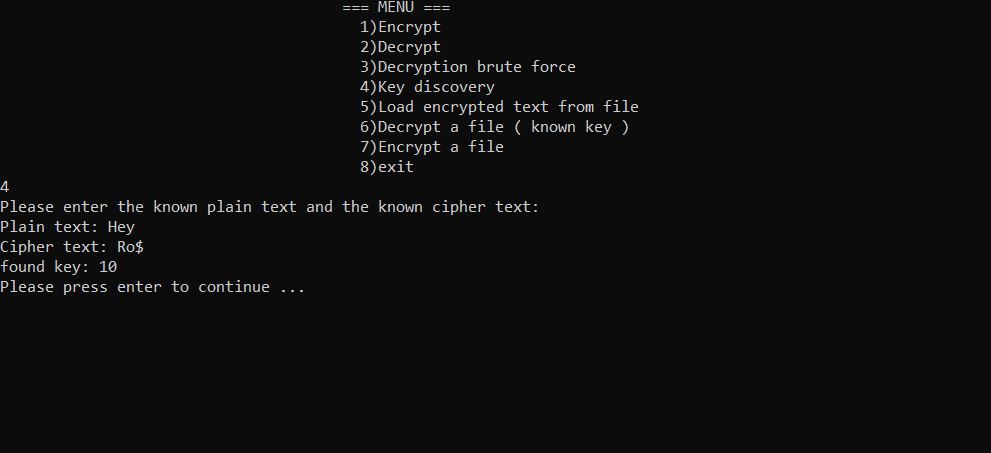 === MENU ===
1)Encrypt
2)Decrypt
3)Decryption brute force
4)Key discovery
5)Load encrypted text from file
6)Decrypt a file ( known key )
7)Encrypt a file
8)exit
4
Please enter the known plain text and the known cipher text:
Plain text: Hey
Cipher text: Ro$
found key: 10
Please press enter to continue ...